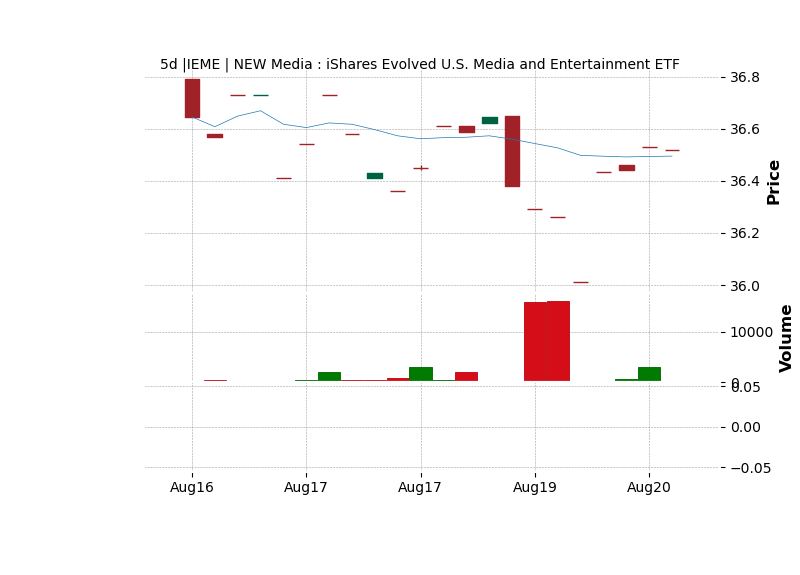 5d |IEME | NEW Media : iShares Evolved U.S. Media and Entertainment ETF
36.8
36.6
36.4
36.2
36.0
Price
10000
0
Volume
0.05
0.00
−0.05
Aug16 Aug17 Aug17 Aug19 Aug20